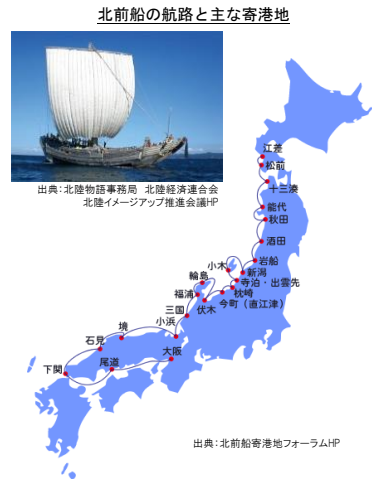 北前船の航路と主な寄港地
出典：北陸物語事務局　北陸経済連合会
北陸イメージアップ推進会議HP
江差
松前
十三湊
能代
秋田
酒田
岩船
小木
新潟
寺泊・出雲先
輪島
枕崎
福浦
今町（直江津）
伏木
三国
小浜
境
石見
大阪
尾道
下関
出典：北前船寄港地フォーラムHP